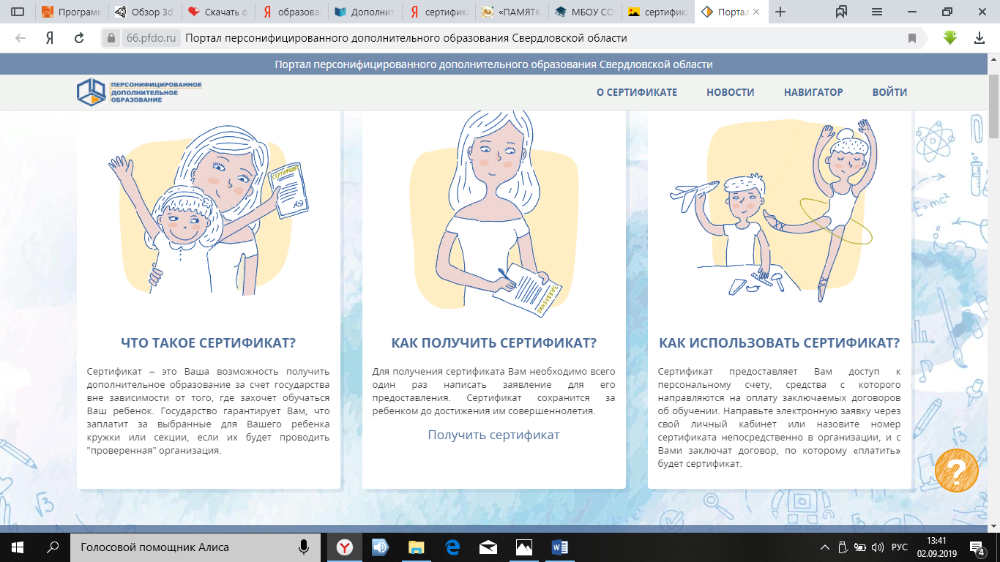 Програм
Обзор 3d
Скачать ф
образоват
Дополнит
сертифика
«ПАМЯТК
МБОУ СО
сертифика
Портал
66.pfdo.ru Портал персонифицированного дополнительного образования Свердловской области
Портал персонифицированного дополнительного образования Свердловской области
ПЕРСОНИФИЦИРОВАННОЕ
ДОПОЛНИТЕЛЬНОЕ
ОБРАЗОВАНИЕ
О СЕРТИФИКАТЕ НОВОСТИ НАВИГАТОР ВОЙТИ
СЕРТИФИКАТ
ЗАЯВЛЕНИЕ
E=mc²
ЧТО ТАКОЕ СЕРТИФИКАТ?
Сертификат – это Ваша возможность получить
дополнительное образование за счет государства
вне зависимости от того, где захочет обучаться
Ваш ребенок. Государство гарантирует Вам, что
заплатит за выбранные для Вашего ребенка
кружки или секции, если их будет проводить
"проверенная" организация.
КАК ПОЛУЧИТЬ СЕРТИФИКАТ?
Для получения сертификата Вам необходимо всего
один раз написать заявление для его
предоставления. Сертификат сохранится за
ребенком до достижения им совершеннолетия.
Получить сертификат
КАК ИСПОЛЬЗОВАТЬ СЕРТИФИКАТ?
Сертификат предоставляет Вам доступ к
персональному счету, средства с которого
направляются на оплату заключаемых договоров
об обучении. Направьте электронную заявку через
свой личный кабинет или назовите номер
сертификата непосредственно в организации, и с
Вами заключат договор, по которому «платить»
будет сертификат.
?
√3
√3
Голосовой помощник Алиса
РУС
13:41
02.09.2019
4